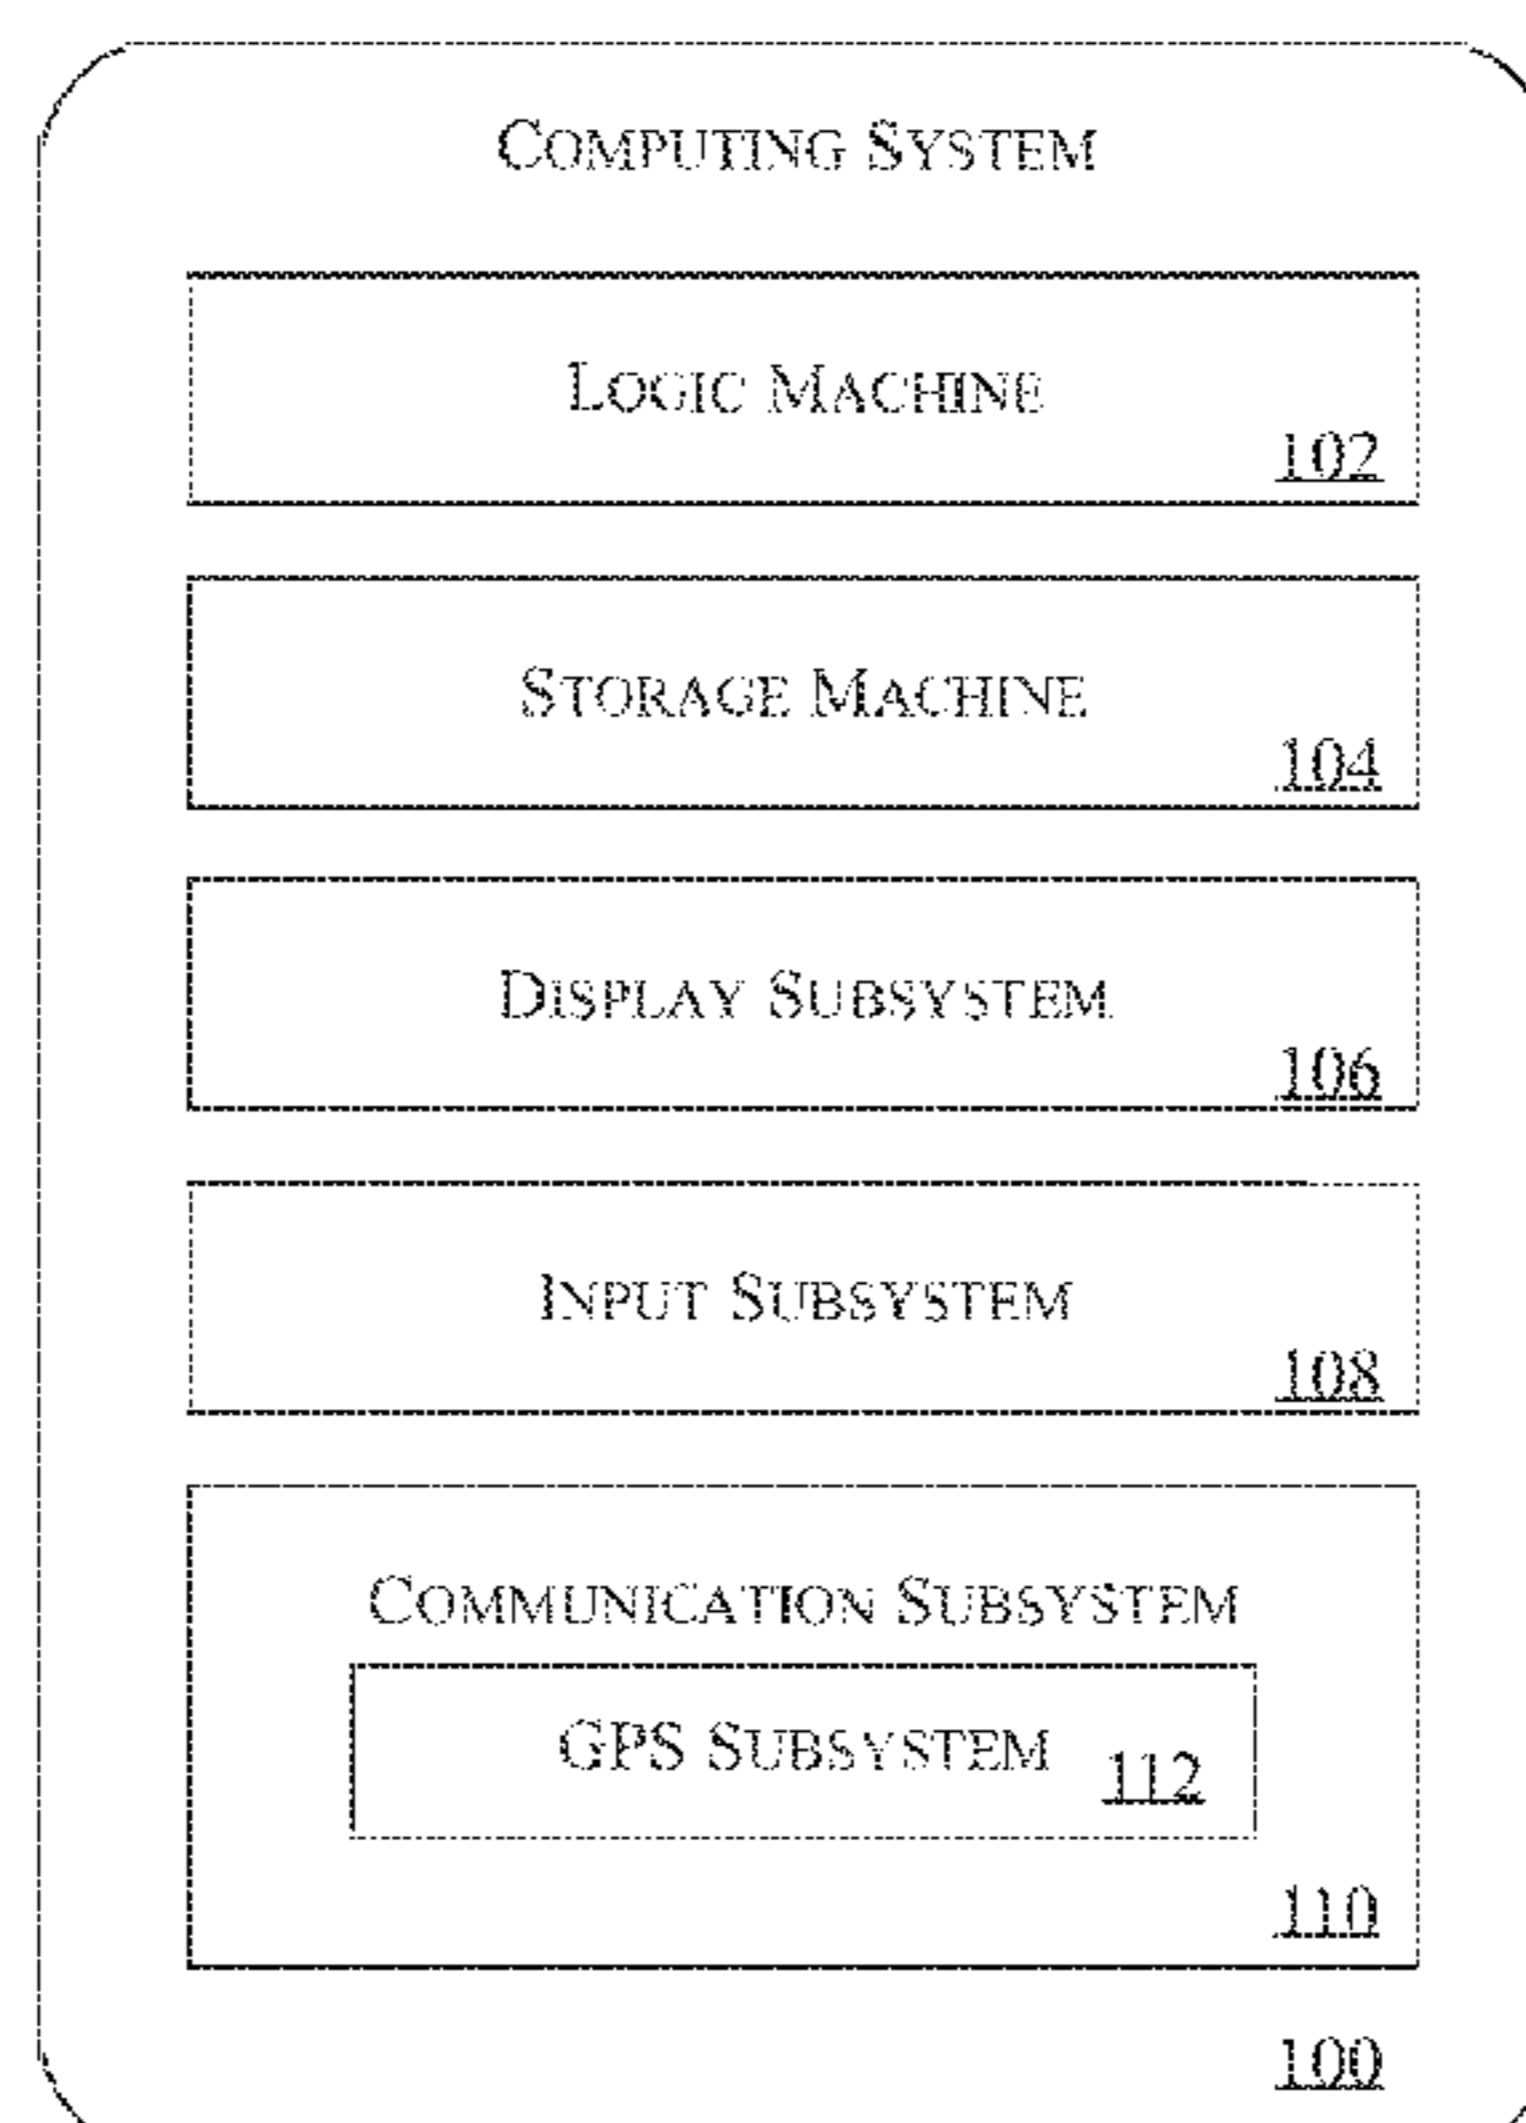 COMPUTING SYSTEM
LOGIC MACHINE
102
STORAGE MACHINE
104
DISPLAY SUBSYSTEM
106
INPUT SUBSYSTEM
108
COMMUNICATION SUBSYSTEM
GPS SUBSYSTEM 112
110
100